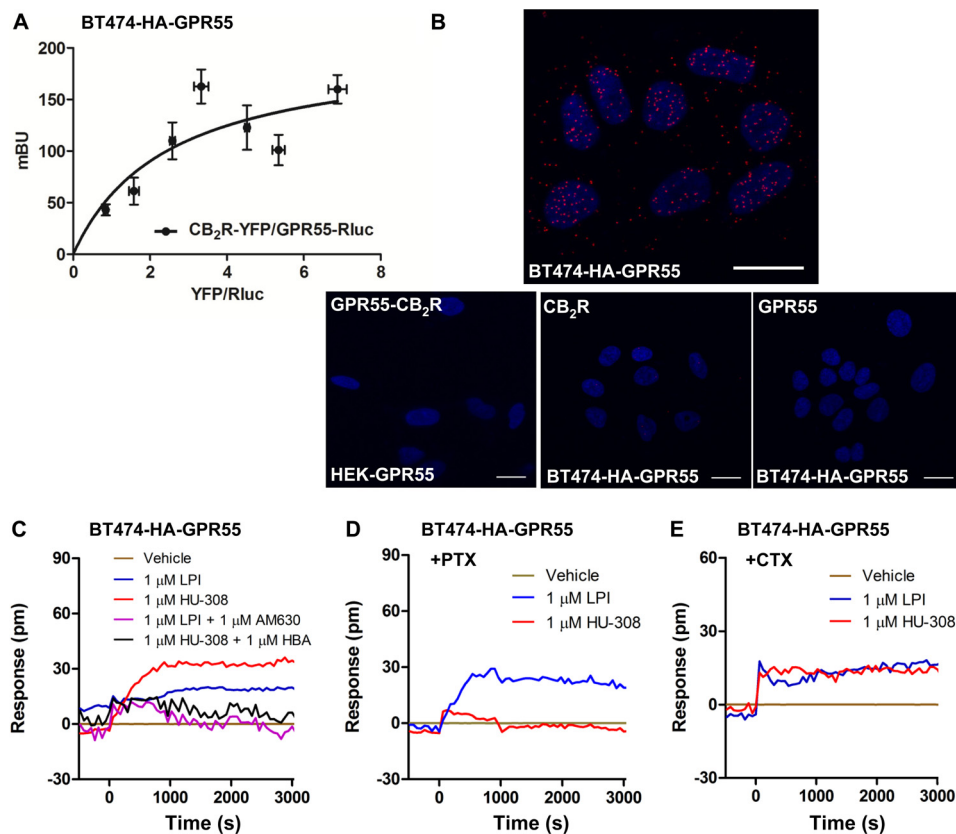 A BT474-HA-GPR55
200
150
100
50
0
mBU
0 2 4 6 8
YFP/Rluc
CB₂R-YFP/GPR55-Rluc
B
BT474-HA-GPR55
GPR55-CB₂R
HEK-GPR55
CB₂R
BT474-HA-GPR55
GPR55
BT474-HA-GPR55
C BT474-HA-GPR55
90
60
30
0
-30
Response (pm)
Vehicle
1 μM LPI
1 μM HU-308
1 μM LPI + 1 μM AM630
1 μM HU-308 + 1 μM HBA
0 1000 2000 3000
Time (s)
D BT474-HA-GPR55
+PTX
90
60
30
0
-30
Response (pm)
Vehicle
1 μM LPI
1 μM HU-308
0 1000 2000 3000
Time (s)
E BT474-HA-GPR55
+CTX
60
30
0
-30
Response (pm)
Vehicle
1 μM LPI
1 μM HU-308
0 1000 2000 3000
Time (s)